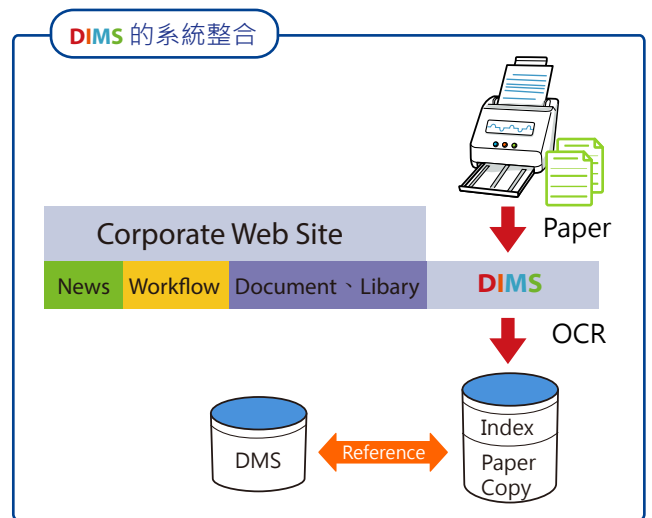 DIMS 的系統整合
Paper
Corporate Web Site
News Workflow Document、Libary DIMS
OCR
Index
DMS
Reference
Paper
Copy